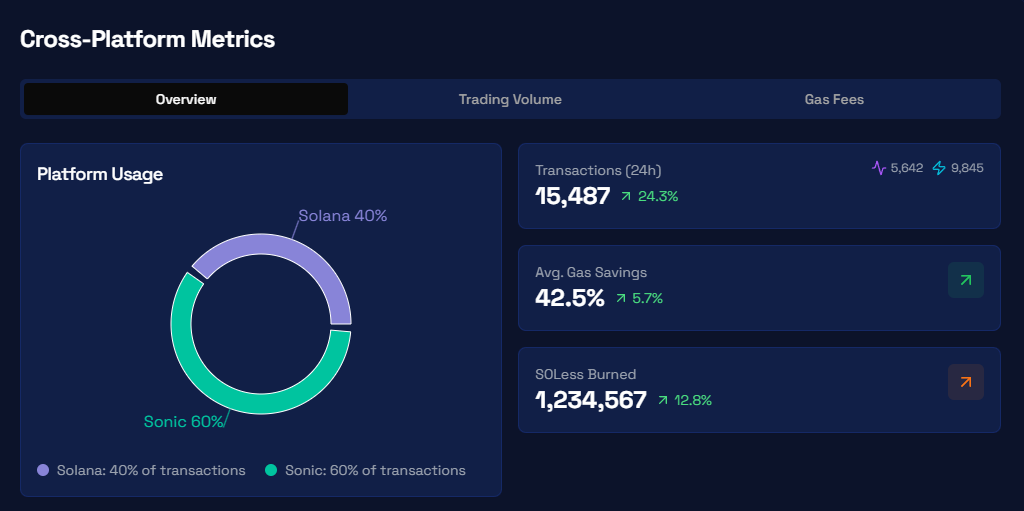 Cross-Platform Metrics
Overview
Trading Volume
Gas Fees
Platform Usage
Solana 40%
Sonic 60%
Solana: 40% of transactions
Sonic: 60% of transactions
Transactions (24h)
5,642
9,845
15,487
24.3%
Avg. Gas Savings
42.5%
5.7%
SOLess Burned
1,234,567
12.8%